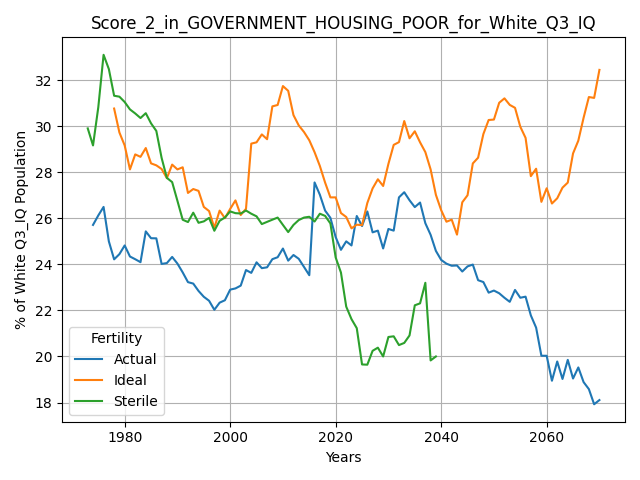 Score_2_in_GOVERNMENT_HOUSING_POOR_for_White_Q3_IQ
% of White Q3_IQ Population
32
30
28
26
24
22
20
18
Fertility
Actual
Ideal
Sterile
1980 2000 2020 2040 2060
Years